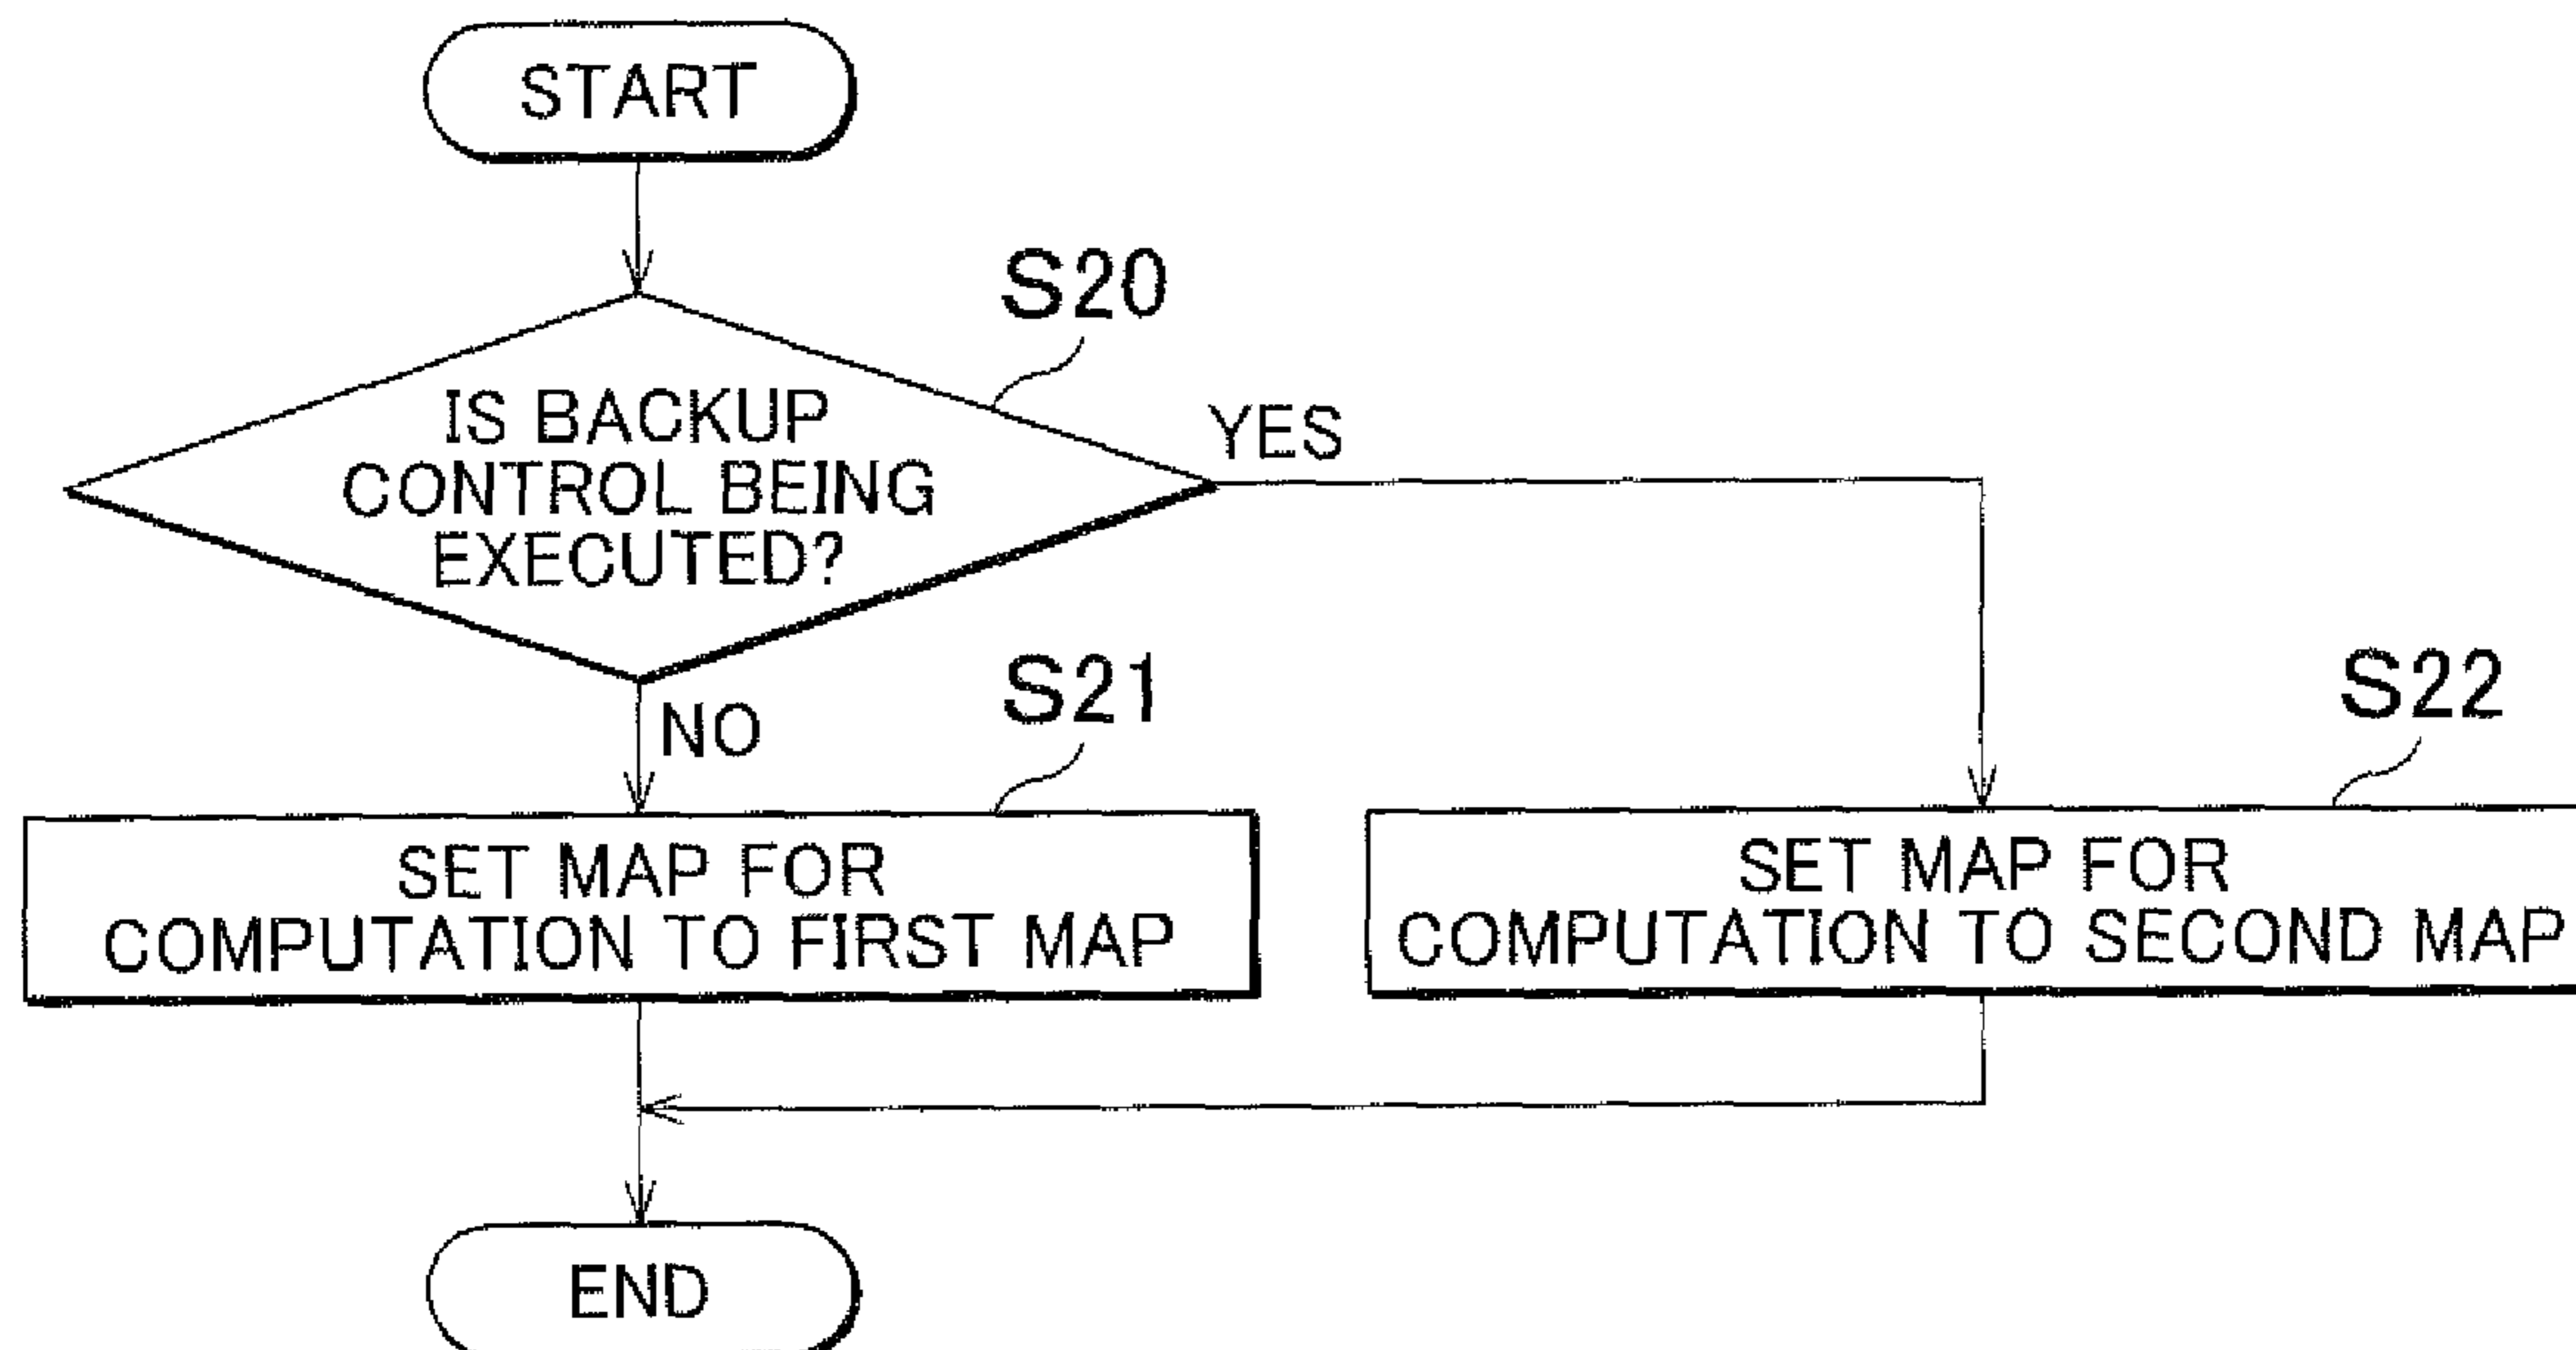 START
S20
IS BACKUP
CONTROL BEING
EXECUTED?
YES
NO
S21
SET MAP FOR
COMPUTATION TO FIRST MAP
S22
SET MAP FOR
COMPUTATION TO SECOND MAP
END